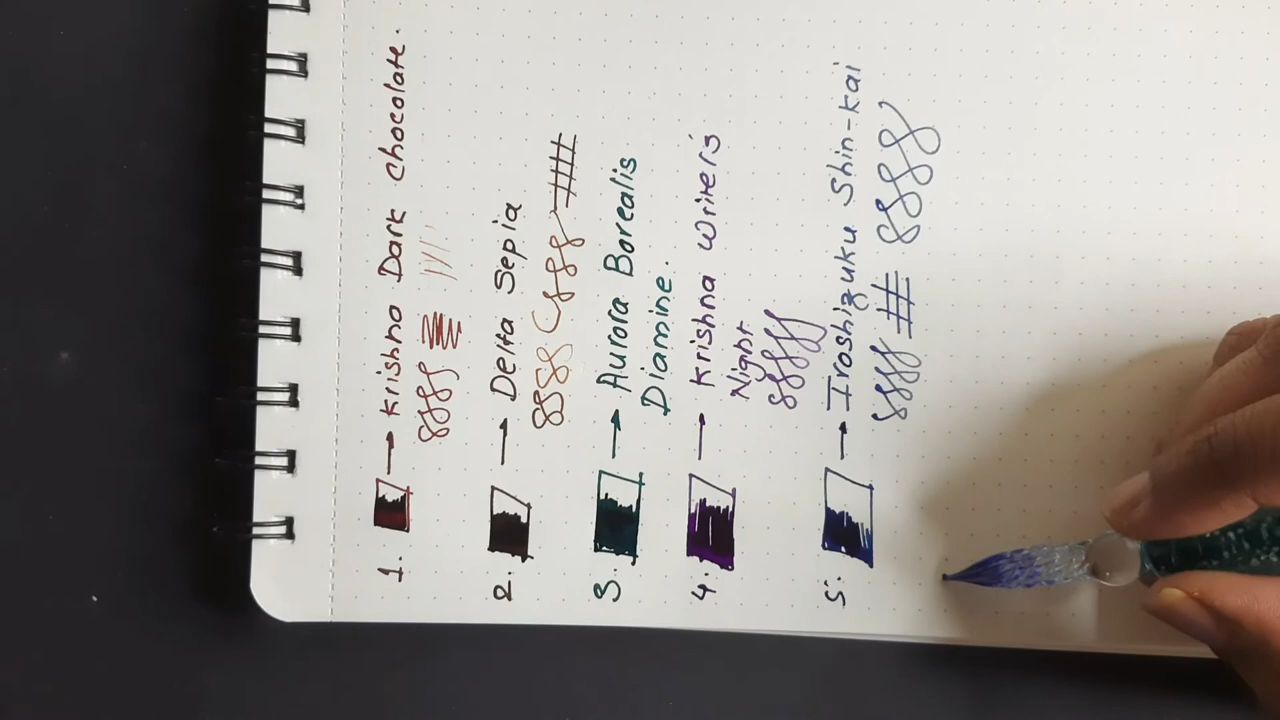 1. → Krishna Dark chocolate.
2. → Delta Sepia
3. → Aurora Borealis
Diamine.
4. → Krishna Writer's
Night
5. → Iroshizuku Shin-kai